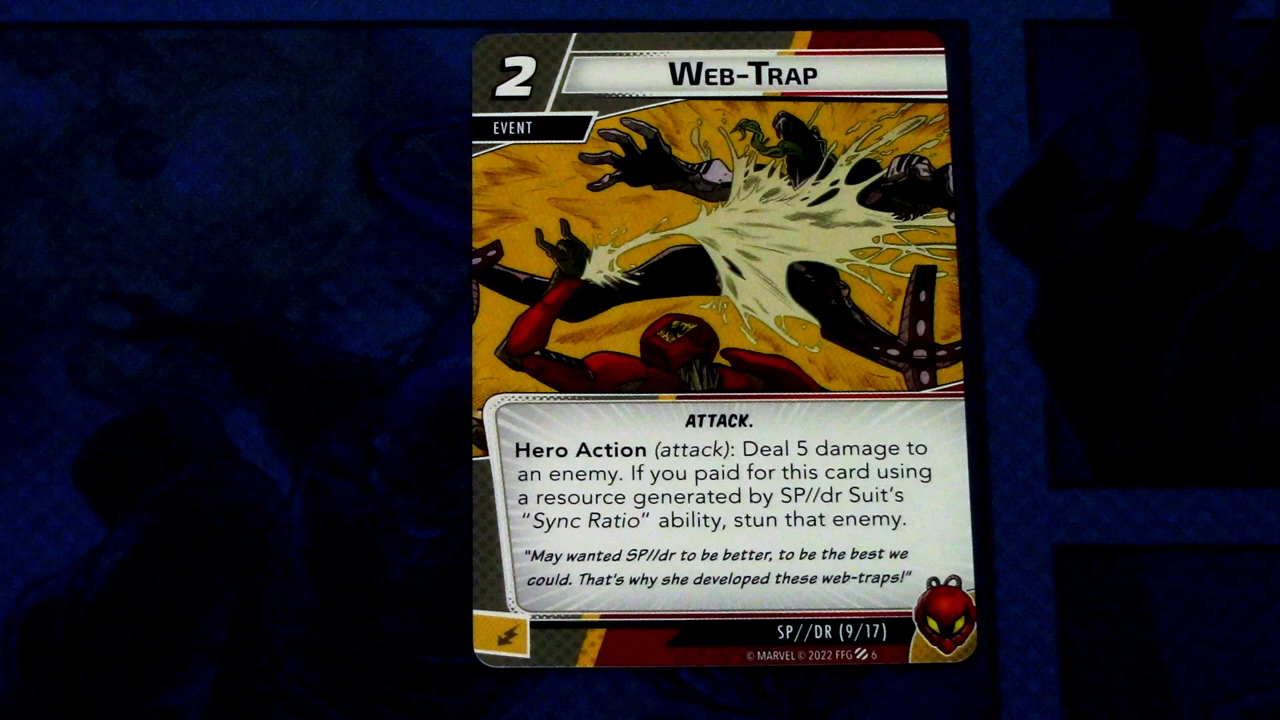 2
WEB-TRAP
EVENT
ATTACK.
Hero Action (attack): Deal 5 damage to
an enemy. If you paid for this card using
a resource generated by SP//dr Suit's
"Sync Ratio" ability, stun that enemy.
"May wanted SP//dr to be better, to be the best we
could. That's why she developed these web-traps!"
SP//DR (9/17)
© MARVEL © 2022 FFG 6